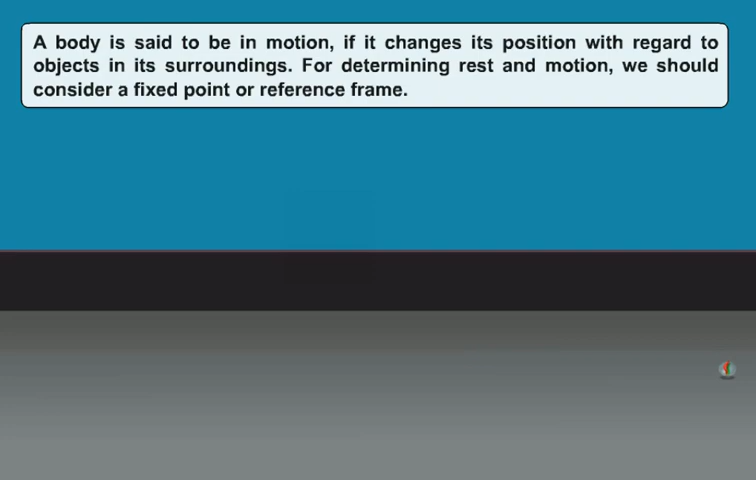 A body is said to be in motion, if it changes its position with regard to
objects in its surroundings. For determining rest and motion, we should
consider a fixed point or reference frame.